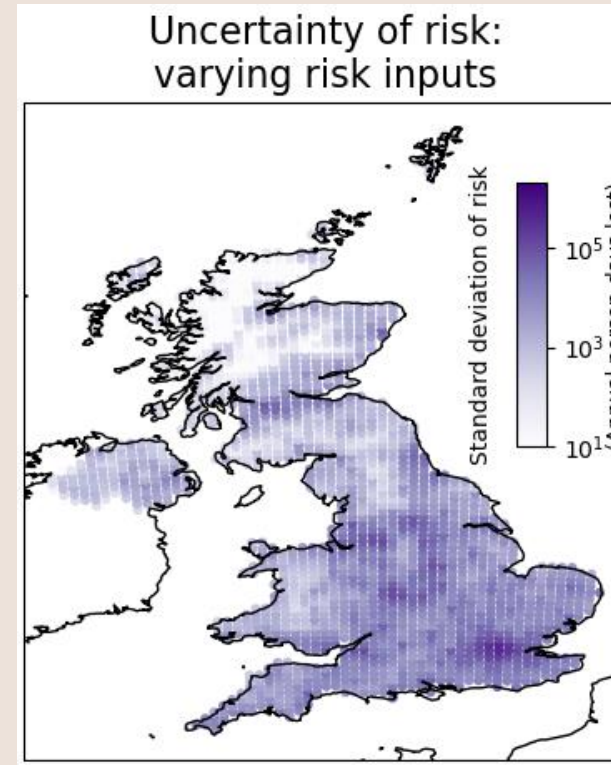 Uncertainty of risk:
varying risk inputs
Standard deviation of risk
10⁵
10³
10¹